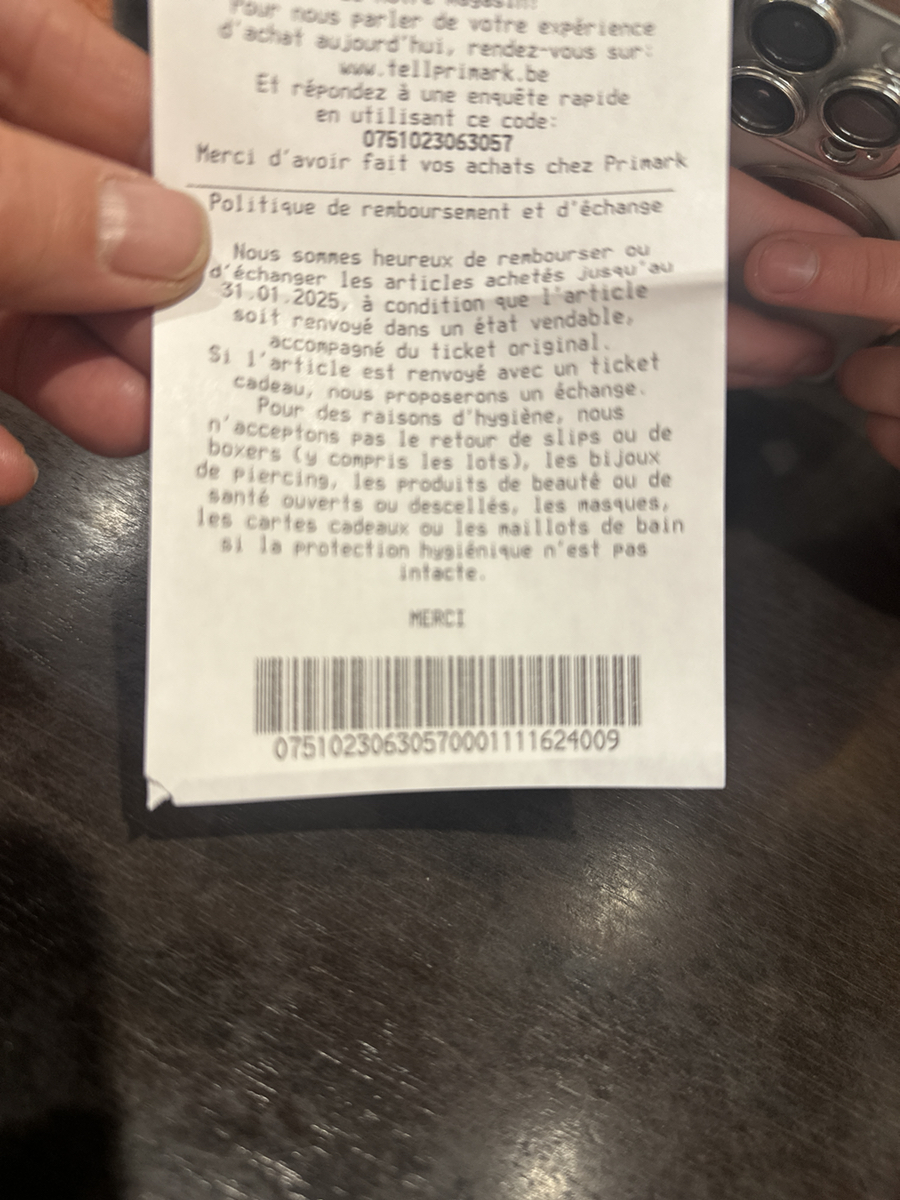 notre magasin!
Pour nous parler de votre expérience
d'achat aujourd'hui, rendez-vous sur:
www.tellprimark.be
Et répondez à une enquête rapide
en utilisant ce code:
0751023063057
Merci d'avoir fait vos achats chez Primark
Politique de remboursement et d'échange
Nous sommes heureux de rembourser ou
d'échanger les articles achetés jusqu'au
31.01.2025, à condition que l'article
soit renvoyé dans un état vendable,
accompagné du ticket original.
Si l'article est renvoyé avec un ticket
cadeau, nous proposerons un échange.
Pour des raisons d'hygiène, nous
n'acceptons pas le retour de slips ou de
boxers (y compris les lots), les bijoux
de piercing, les produits de beauté ou de
santé ouverts ou descellés, les masques,
les cartes cadeaux ou les maillots de bain
si la protection hygiénique n'est pas
intacte.
MERCI
07510230630570001111624009